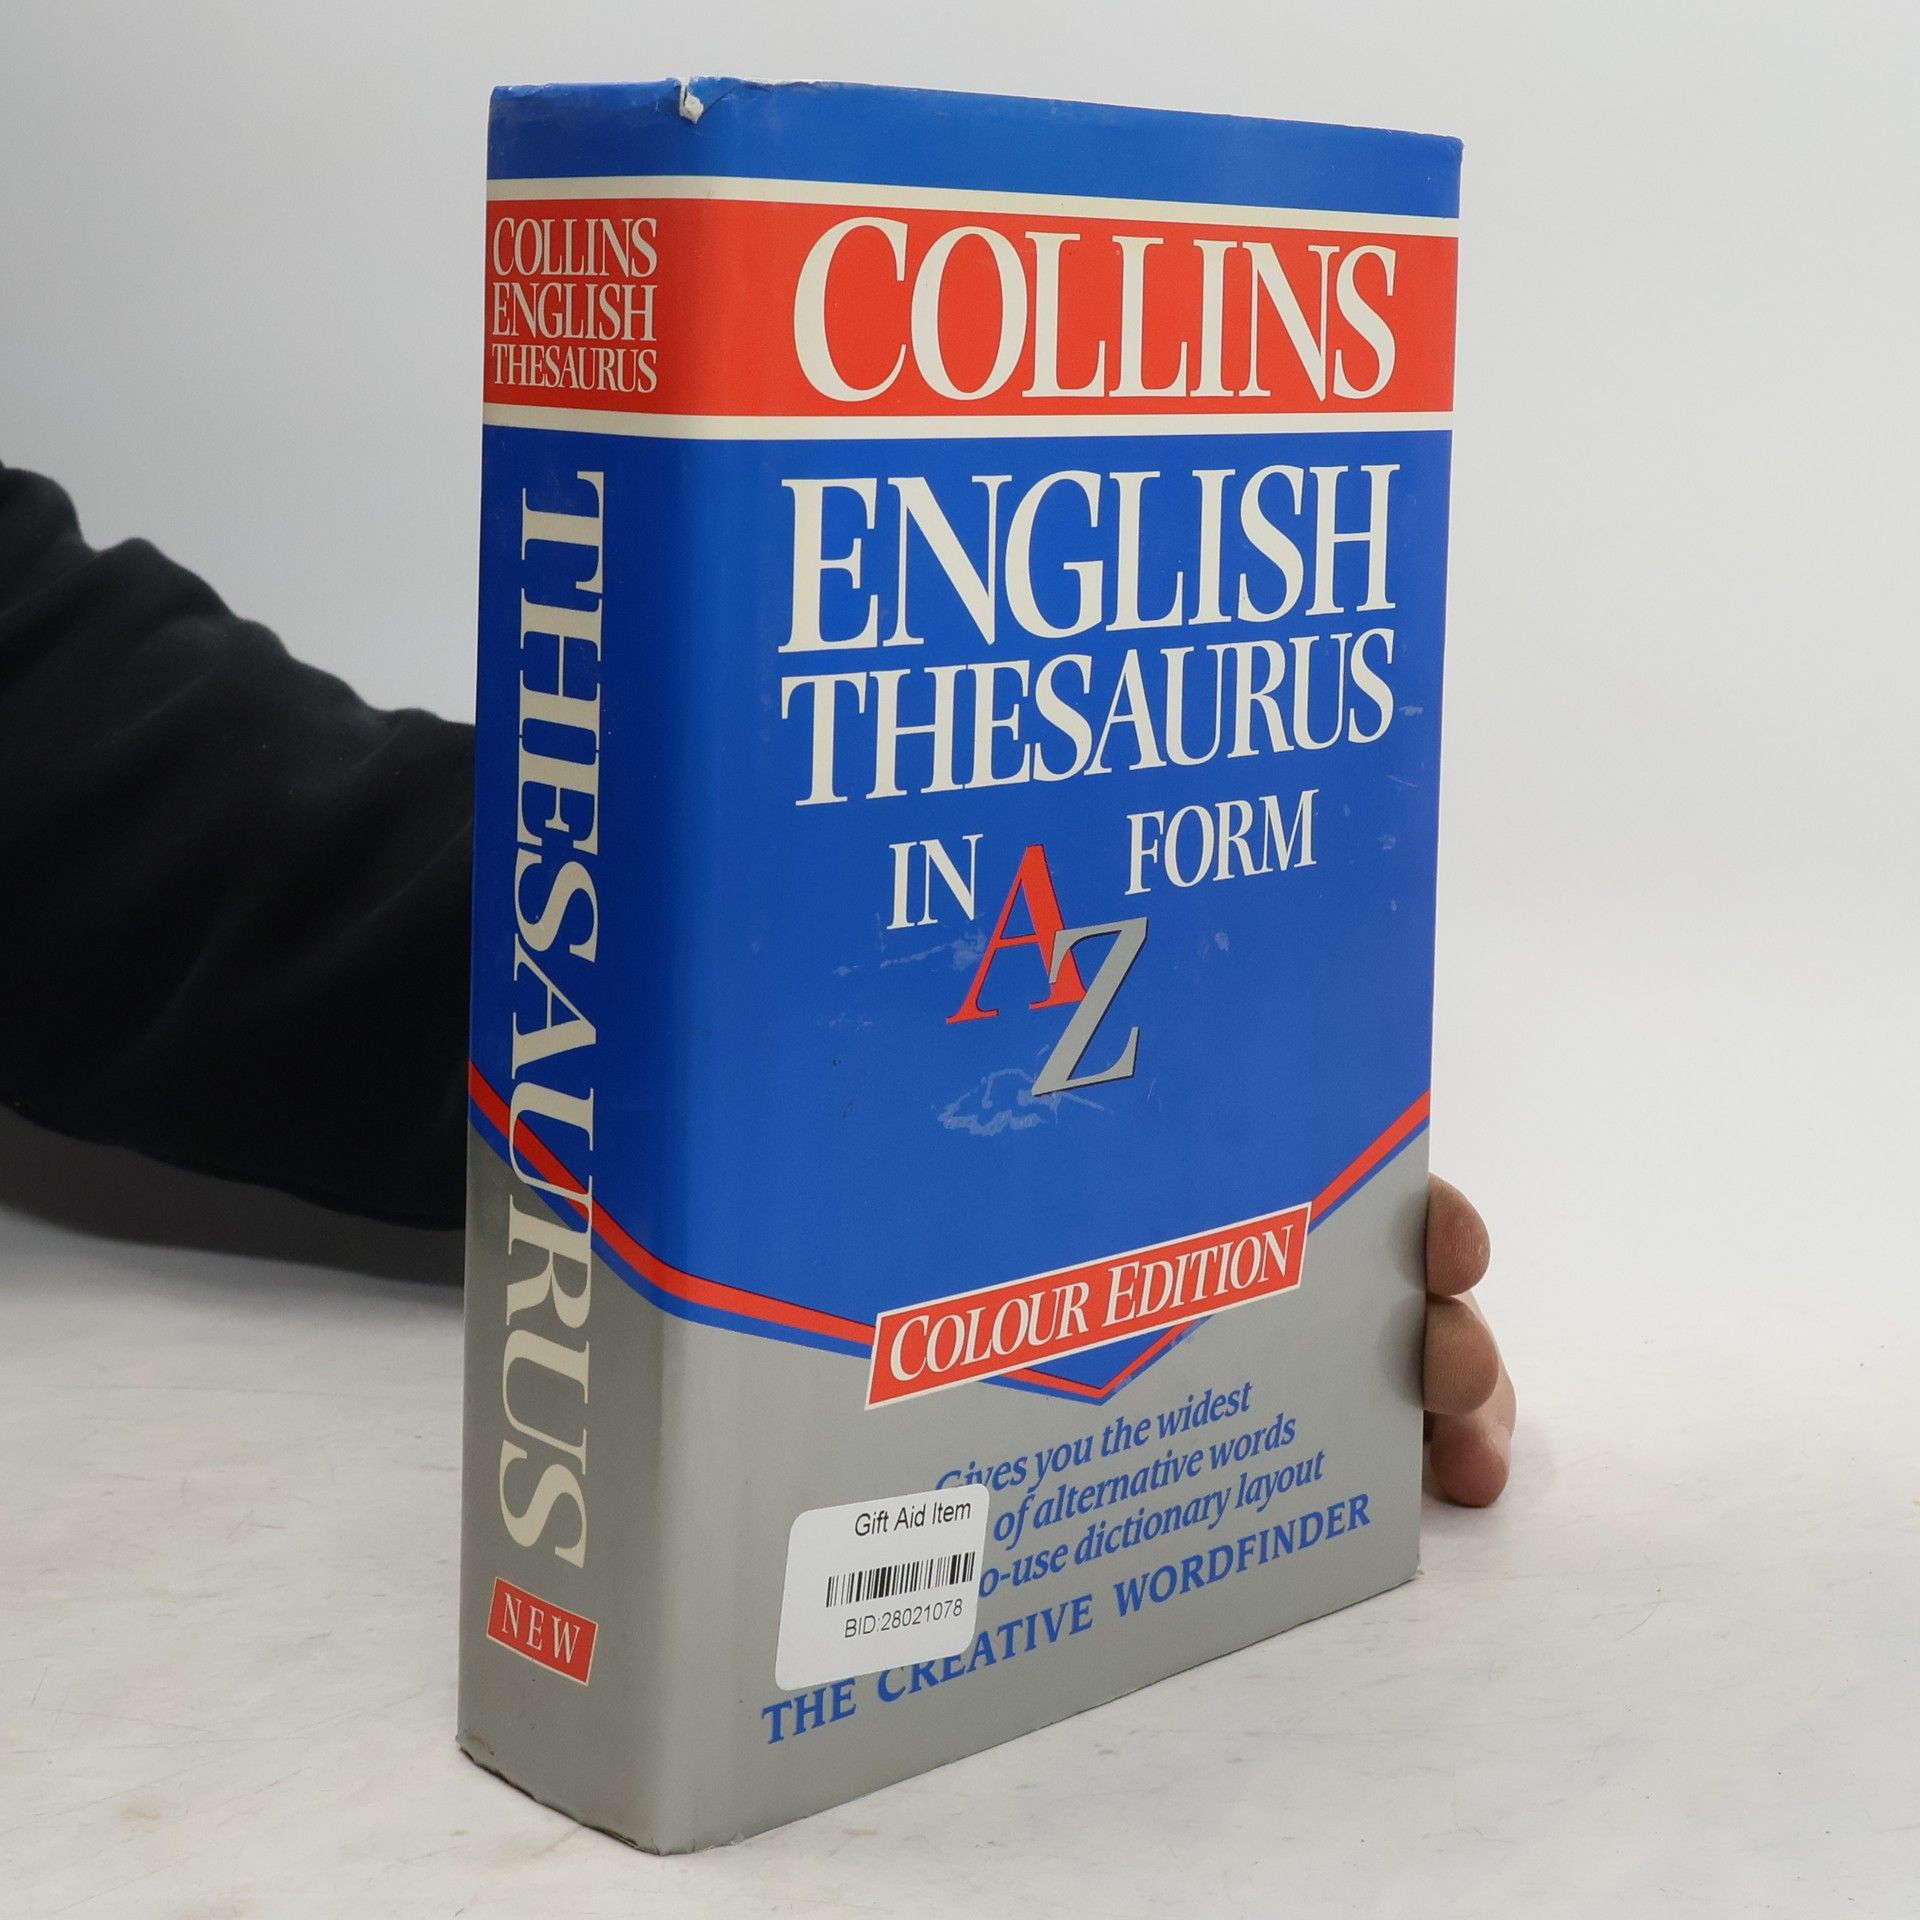 COLLINS
ENGLISH
THESAURUS
THESAURUS
NEW
COLLINS
ENGLISH
THESAURUS
IN AZ FORM
COLOUR EDITION
Gives you the widest
of alternative words
o-use dictionary layout
THE CREATIVE WORDFINDER
Gift Aid Item
BID:28021078